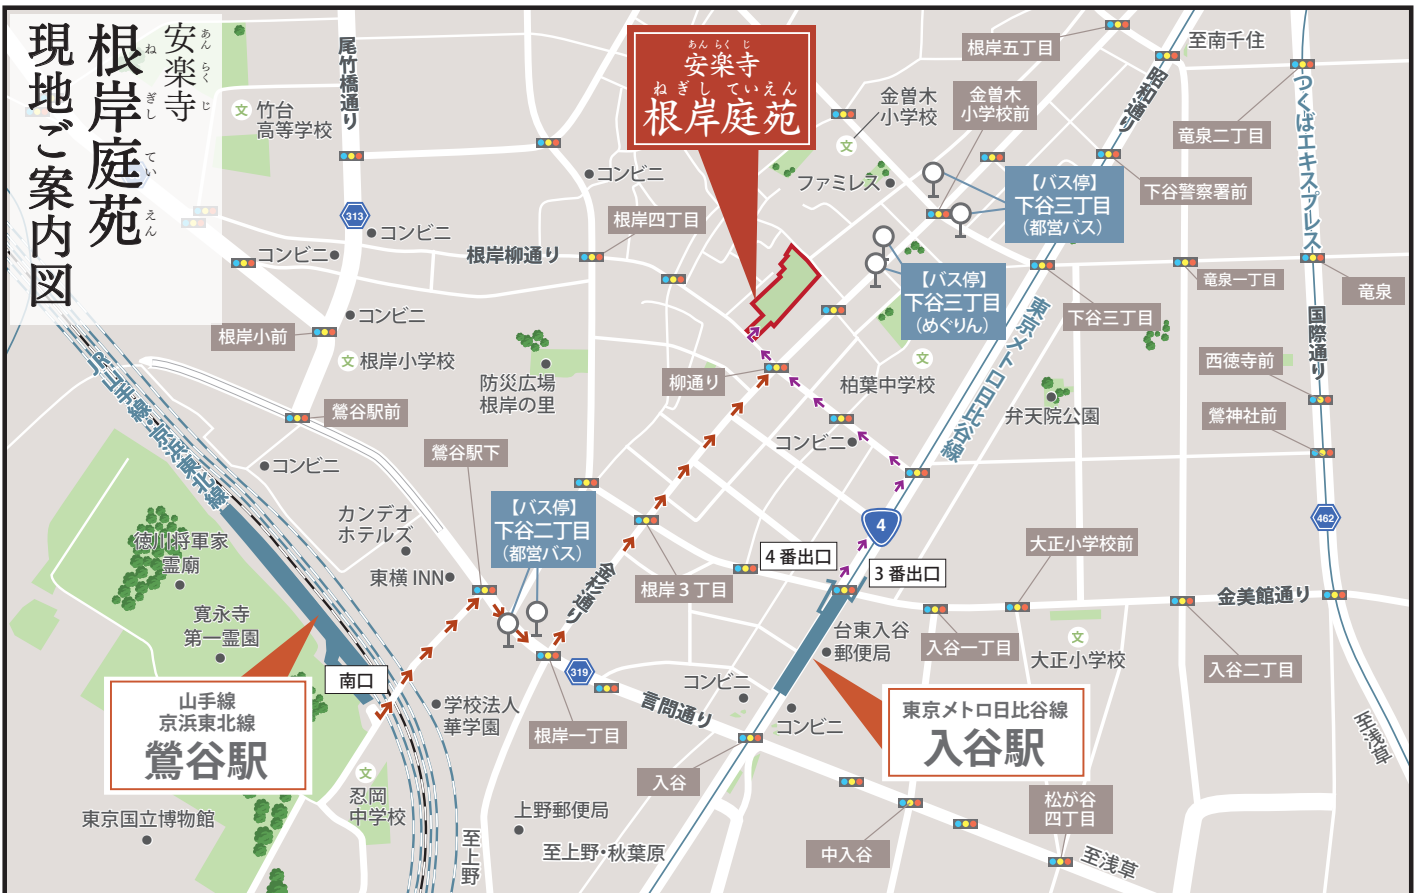 安楽寺
あん らく じ
根岸庭苑
ね ぎし てい えん
現地ご案内図
安楽寺
あん らく じ
根岸庭苑
ね ぎし ていえん
尾竹橋通り
文
竹台
高等学校
コンビニ
根岸四丁目
313
コンビニ
コンビニ
根岸柳通り
コンビニ
根岸小前
文
根岸小学校
防災広場
根岸の里
鶯谷駅前
鶯谷駅下
コンビニ
JR山手線・京浜東北線
カンデオ
ホテルズ
東横 INN
徳川将軍家
霊廟
寛永寺
第一霊園
南口
山手線
京浜東北線
鶯谷駅
東京国立博物館
文
忍岡
中学校
学校法人
華学園
至上野
上野郵便局
至上野・秋葉原
【バス停】
下谷二丁目
(都営バス)
319
金杉通り
根岸３丁目
根岸一丁目
言問通り
コンビニ
入谷
コンビニ
柳通り
コンビニ
金曽木
小学校
文
ファミレス
根岸五丁目
金曽木
小学校前
至南千住
昭和通り
つくばエキスプレス
竜泉二丁目
下谷警察署前
【バス停】
下谷三丁目
(都営バス)
【バス停】
下谷三丁目
(めぐりん)
竜泉一丁目
竜泉
下谷三丁目
国際通り
西徳寺前
鶯神社前
文
柏葉中学校
弁天院公園
東京メトロ日比谷線
4
462
4 番出口
3 番出口
大正小学校前
金美館通り
台東入谷
郵便局
入谷一丁目
文
大正小学校
入谷二丁目
東京メトロ日比谷線
入谷駅
至浅草
松が谷
四丁目
中入谷
至浅草